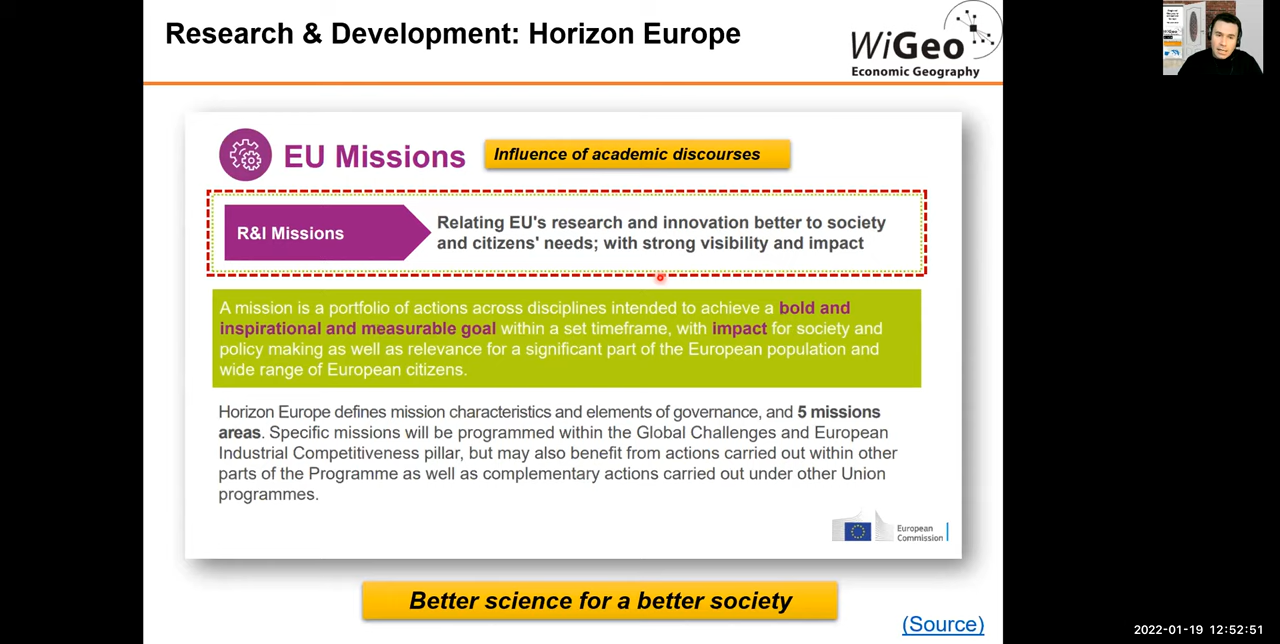 Research & Development: Horizon Europe
WiGeo
Economic Geography
EU Missions
Influence of academic discourses
R&I Missions
Relating EU's research and innovation better to society
and citizens' needs; with strong visibility and impact
A mission is a portfolio of actions across disciplines intended to achieve a bold and
inspirational and measurable goal within a set timeframe, with impact for society and
policy making as well as relevance for a significant part of the European population and
wide range of European citizens.
Horizon Europe defines mission characteristics and elements of governance, and 5 missions
areas. Specific missions will be programmed within the Global Challenges and European
Industrial Competitiveness pillar, but may also benefit from actions carried out within other
parts of the Programme as well as complementary actions carried out under other Union
programmes.
European
Commission
Better science for a better society
(Source)
2022-01-19 12:52:51